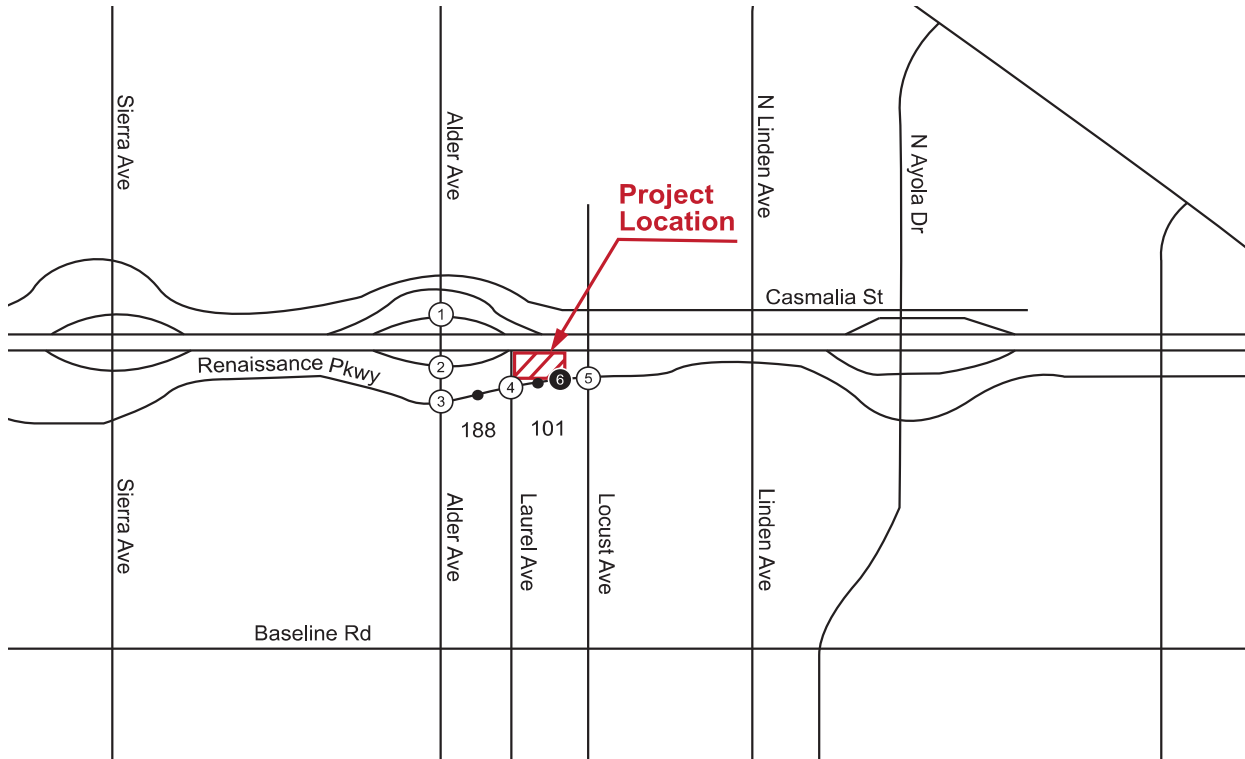 Sierra Ave
Alder Ave
N Linden Ave
N Ayola Dr
Project
Location
Casmalia St
1
Renaissance Pkwy
2
3
4
6
5
188
101
Sierra Ave
Alder Ave
Laurel Ave
Locust Ave
Linden Ave
Baseline Rd